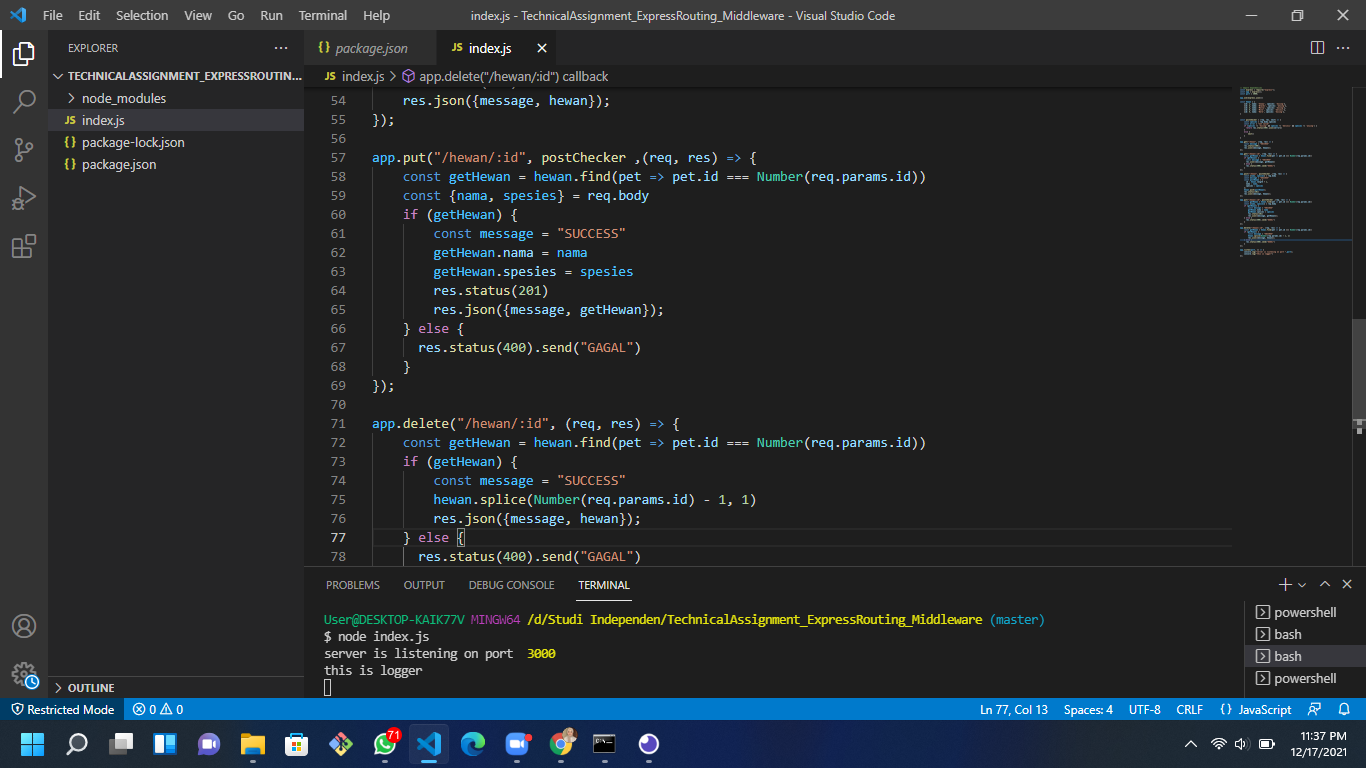 File Edit Selection View Go Run Terminal Help index.js - TechnicalAssignment_ExpressRouting_Middleware - Visual Studio Code
EXPLORER
TECHNICALASSIGNMENT_EXPRESSROUTIN...
node_modules
JS index.js
{} package-lock.json
{} package.json
OUTLINE
{} package.json JS index.js
JS index.js > app.delete("/hewan/:id") callback
54 res.json({message, hewan});
55 });
56
57 app.put("/hewan/:id", postChecker ,(req, res) => {
58 const getHewan = hewan.find(pet => pet.id === Number(req.params.id))
59 const {nama, spesies} = req.body
60 if (getHewan) {
61 const message = "SUCCESS"
62 getHewan.nama = nama
63 getHewan.spesies = spesies
64 res.status(201)
65 res.json({message, getHewan});
66 } else {
67 res.status(400).send("GAGAL")
68 }
69 });
70
71 app.delete("/hewan/:id", (req, res) => {
72 const getHewan = hewan.find(pet => pet.id === Number(req.params.id))
73 if (getHewan) {
74 const message = "SUCCESS"
75 hewan.splice(Number(req.params.id) - 1, 1)
76 res.json({message, hewan});
77 } else {
78 res.status(400).send("GAGAL")
PROBLEMS OUTPUT DEBUG CONSOLE TERMINAL
User@DESKTOP-KAIK77V MINGW64 /d/Studi Independen/TechnicalAssignment_ExpressRouting_Middleware (master)
$ node index.js
server is listening on port 3000
this is logger
powershell
bash
bash
powershell
Restricted Mode 0 0 Ln 77, Col 13 Spaces: 4 UTF-8 CRLF {} JavaScript
71
11:37 PM
12/17/2021